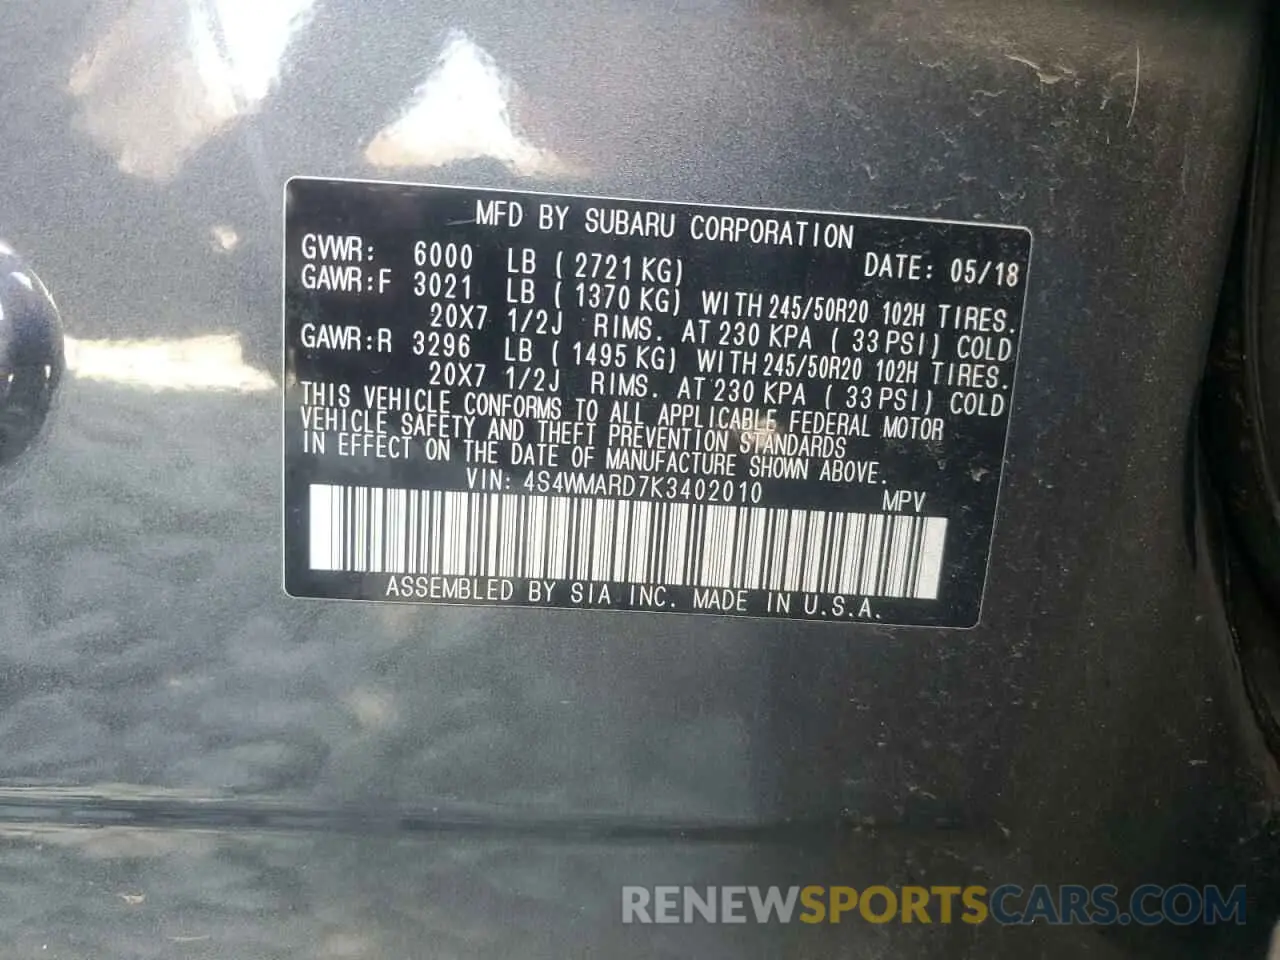 MFD BY SUBARU CORPORATION
GVWR: 6000 LB ( 2721 KG) DATE: 05/18
GAWR:F 3021 LB ( 1370 KG) WITH 245/50R20 102H TIRES.
20X7 1/2J RIMS. AT 230 KPA ( 33 PSI) COLD
GAWR:R 3296 LB ( 1495 KG) WITH 245/50R20 102H TIRES.
20X7 1/2J RIMS. AT 230 KPA ( 33 PSI) COLD
THIS VEHICLE CONFORMS TO ALL APPLICABLE FEDERAL MOTOR
VEHICLE SAFETY AND THEFT PREVENTION STANDARDS
IN EFFECT ON THE DATE OF MANUFACTURE SHOWN ABOVE.
VIN: 4S4WMARD7K3402010 MPV
ASSEMBLED BY SIA INC. MADE IN U.S.A.
RENEWSPORTSCARS.COM